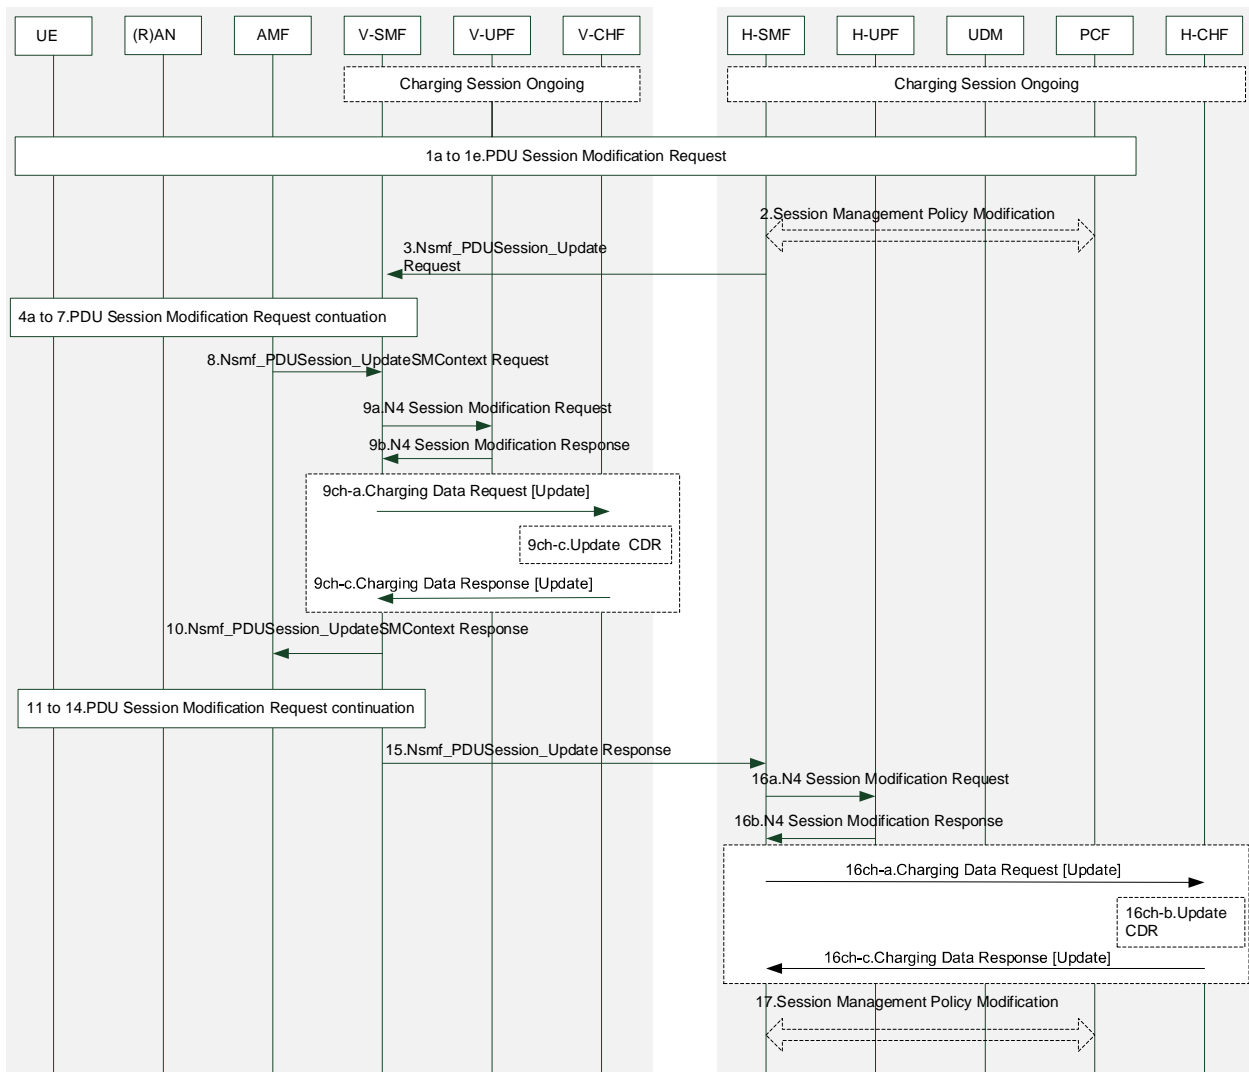 UE
(R)AN
AMF
V-SMF
V-UPF
V-CHF
H-SMF
H-UPF
UDM
PCF
H-CHF
Charging Session Ongoing
Charging Session Ongoing
1a to 1e.PDU Session Modification Request
2.Session Management Policy Modification
3.Nsmf_PDUSession_Update
Request
4a to 7.PDU Session Modification Request contuation
8.Nsmf_PDUSession_UpdateSMContext Request
9a.N4 Session Modification Request
9b.N4 Session Modification Response
9ch-a.Charging Data Request [Update]
9ch-c.Update CDR
9ch-c.Charging Data Response [Update]
10.Nsmf_PDUSession_UpdateSMContext Response
11 to 14.PDU Session Modification Request continuation
15.Nsmf_PDUSession_Update Response
16a.N4 Session Modification Request
16b.N4 Session Modification Response
16ch-a.Charging Data Request [Update]
16ch-b.Update
CDR
16ch-c.Charging Data Response [Update]
17.Session Management Policy Modification